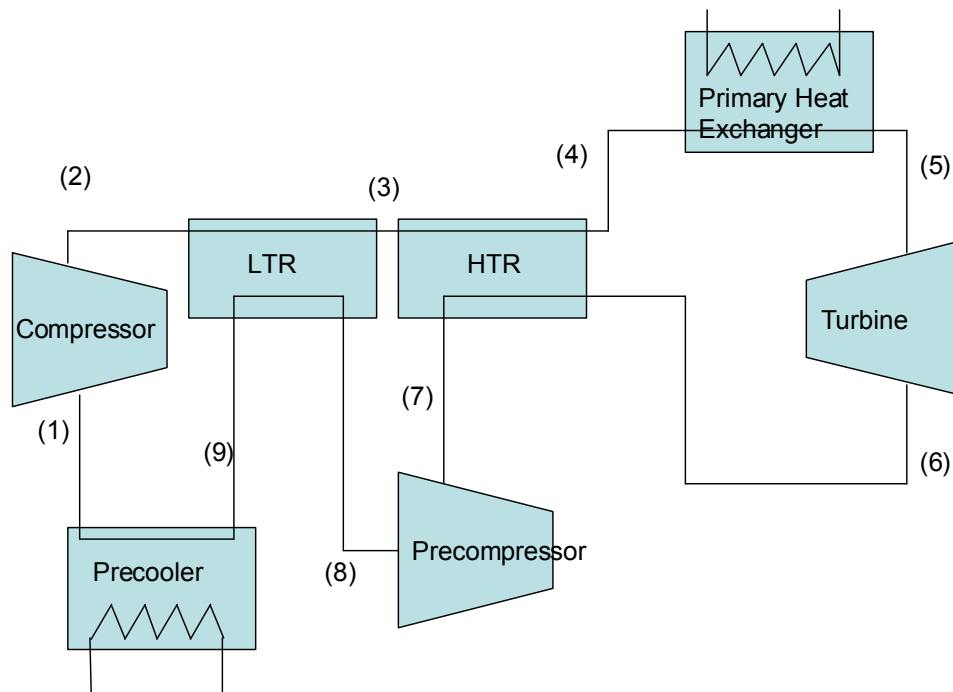 Primary Heat
Exchanger
(4)
(5)
(2)
(3)
LTR
HTR
Compressor
Turbine
(7)
(1)
(9)
(6)
Precompressor
Precooler
(8)